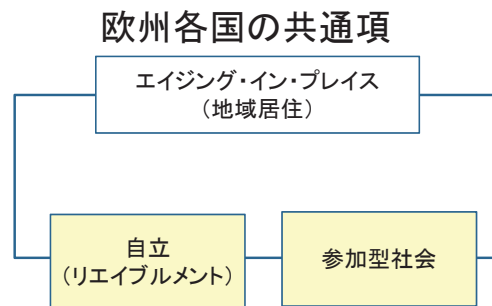 欧州各国の共通項
エイジング・イン・プレイス
（地域居住）
自立
（リエイブルメント）
参加型社会